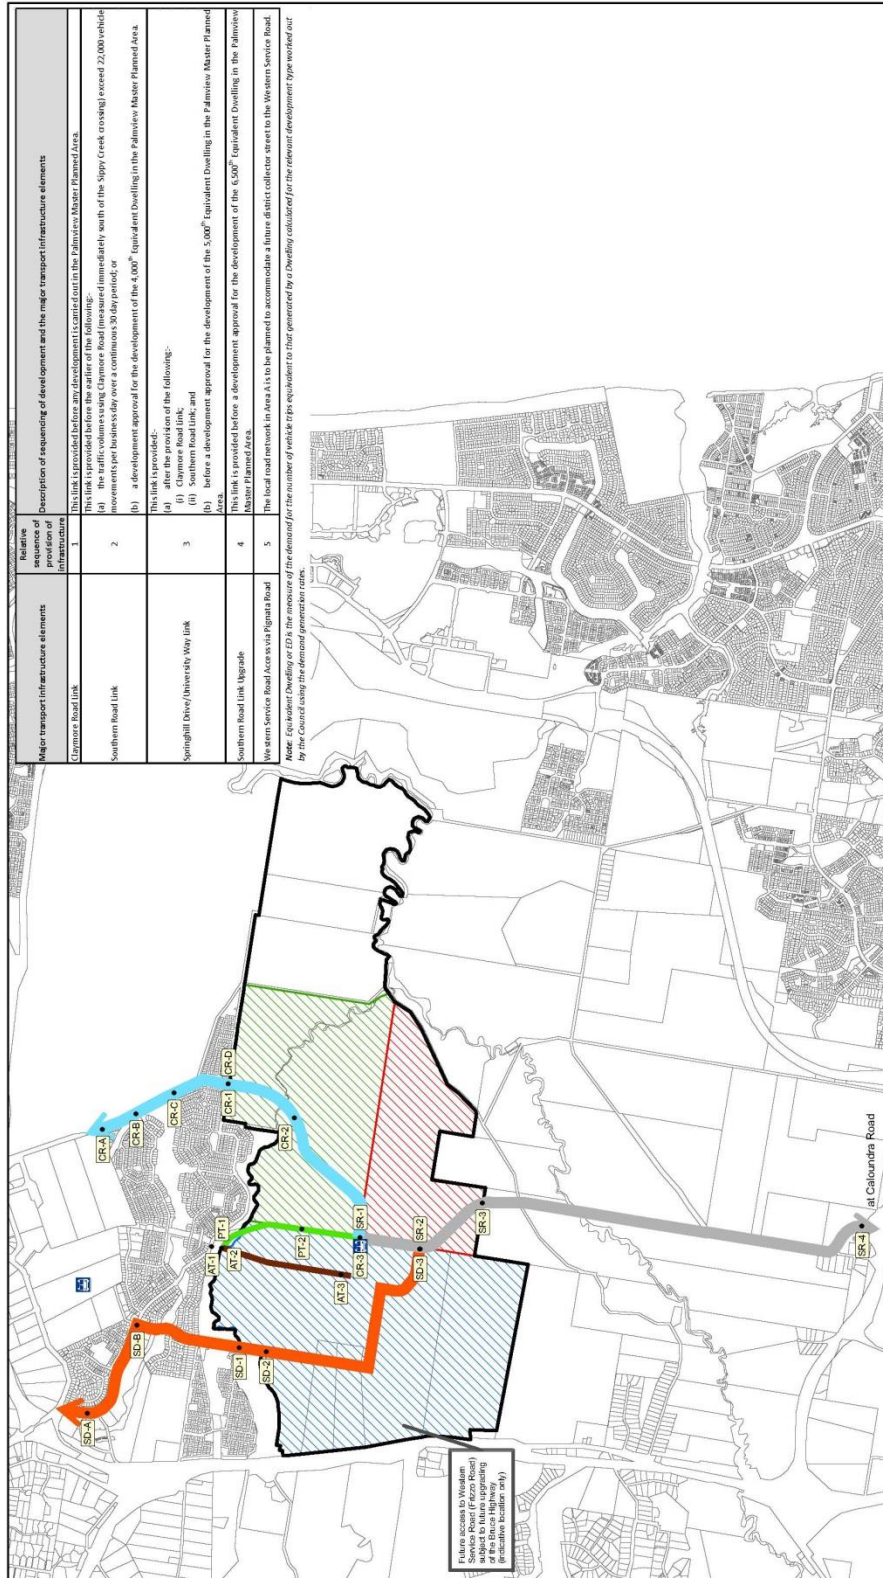 Major transport infrastructure elements
Relative
sequence of
provision of
infrastructure
Description of sequencing of development and the major transport infrastructure elements
Claymore Road Link
1
This link is provided before any development is carried out in the Palmview Master Planned Area.
Southern Road Link
2
This link is provided before the earlier of the following:-
(a) the traffic volumes using Claymore Road (measured immediately south of the Sippy Creek crossing) exceed 22,000 vehicle
movements per business day over a continuous 30 day period; or
(b) a development approval for the development of the 4,000th Equivalent Dwelling in the Palmview Master Planned Area.
Springhill Drive/University Way Link
3
This link is provided:-
(a) after the provision of the following:-
(i) Claymore Road Link;
(ii) Southern Road Link; and
(b) before a development approval for the development of the 5,000th Equivalent Dwelling in the Palmview Master Planned
Area.
Southern Road Link Upgrade
4
This link is provided before a development approval for the development of the 6,500th Equivalent Dwelling in the Palmview
Master Planned Area.
Western Service Road Access via Pignata Road
5
The local road network in Area A is to be planned to accommodate a future district collector street to the Western Service Road.
Note: Equivalent Dwelling or ED is the measure of the demand for the number of vehicle trips equivalent to that generated by a Dwelling calculated for the relevant development type worked out
by the Council using the demand generation rates.
SD-A
SD-B
SD-1
SD-2
SD-3
AT-1
AT-2
AT-3
PT-1
PT-2
CR-A
CR-B
CR-C
CR-D
CR-1
CR-2
CR-3
SR-1
SR-2
SR-3
SR-4
at Caloundra Road
Future access to Western
Service Road (Frizzo Road)
subject to future upgrading
of the Bruce Highway
(indicative location only)